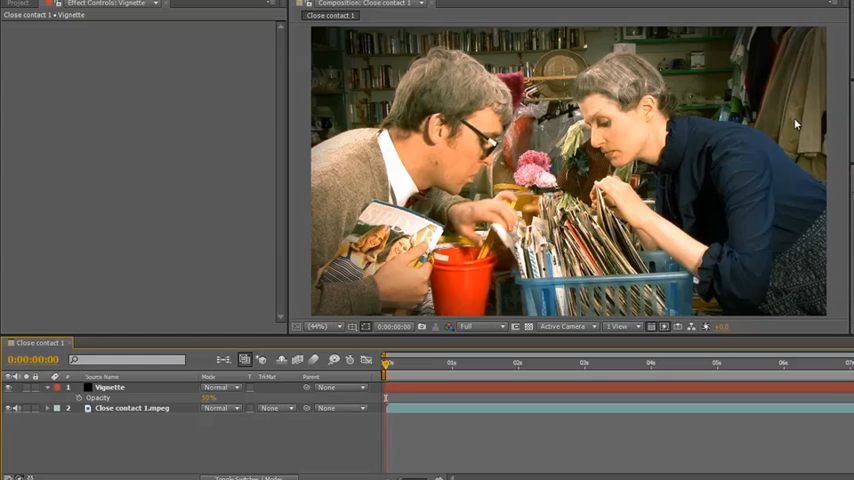 Project
Effect Controls: Vignette
Composition: Close contact 1
Close contact 1 • Vignette
Close contact 1
(44%)
0:00:00:00
Full
Active Camera
1 View
+0.0
Close contact 1
0:00:00:00
01s
02s
03s
04s
05s
06s
07s
#
Source Name
Mode
T TrkMat
Parent
1
Vignette
Normal
None
Opacity
50%
2
Close contact 1.mpeg
Normal
None
None
Toggle Switches / Modes